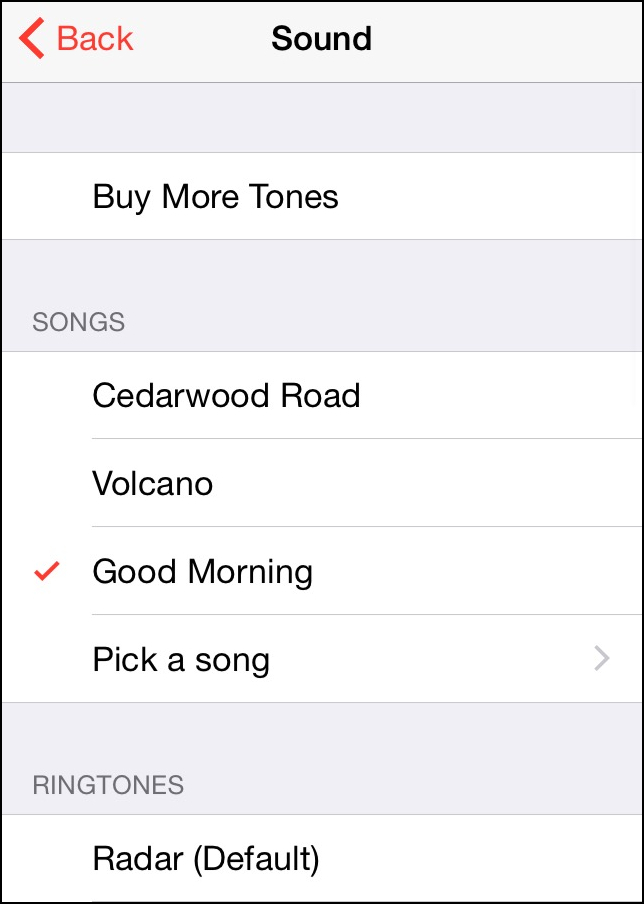 Back Sound
Buy More Tones
SONGS
Cedarwood Road
Volcano
Good Morning
Pick a song
RINGTONES
Radar (Default)